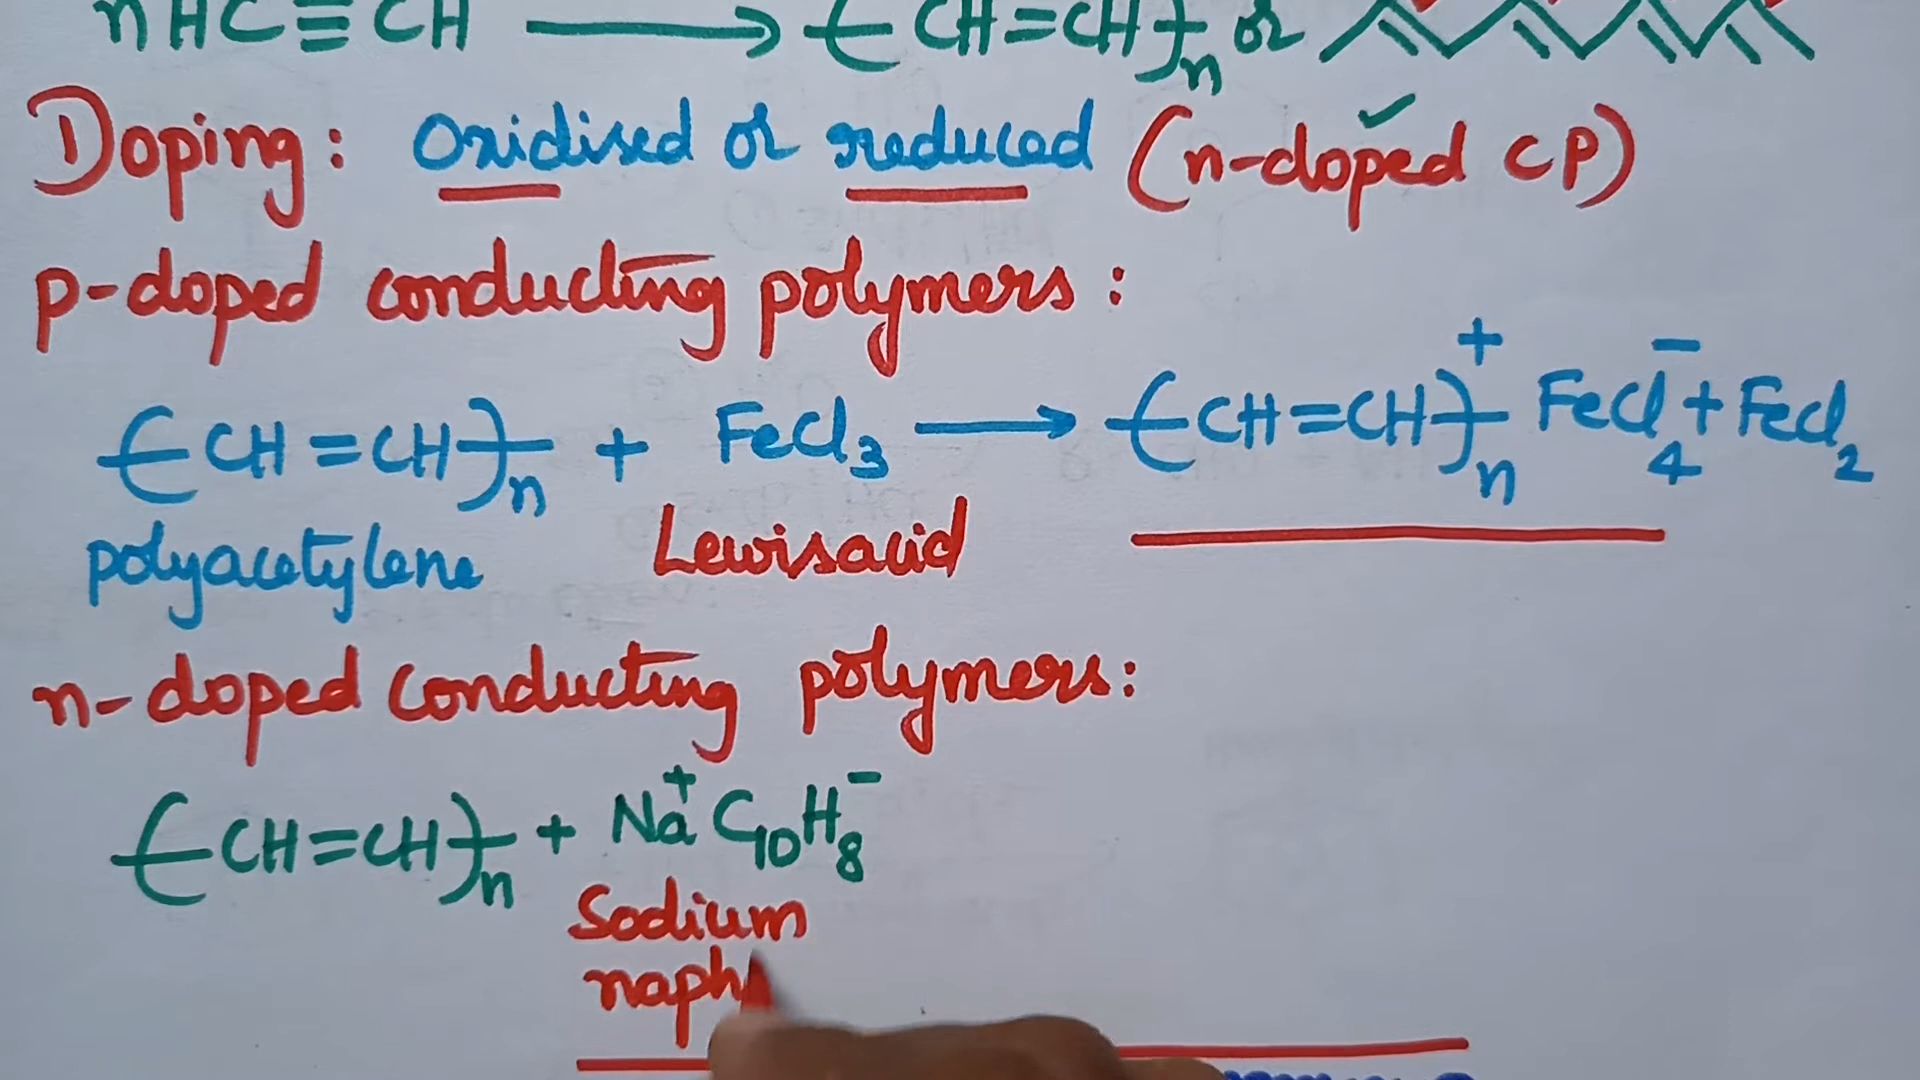 nHC≡CH ⟶ -(CH=CH)-n or
Doping: Oxidised or reduced (n-doped CP)
p-doped conducting polymers:
-(CH=CH)-n + FeCl3 ⟶ -(CH=CH)-n+ FeCl4- + FeCl2
polyacetylene Lewis acid
n-doped conducting polymers:
-(CH=CH)-n + Na+ C10H8-
Sodium
naph